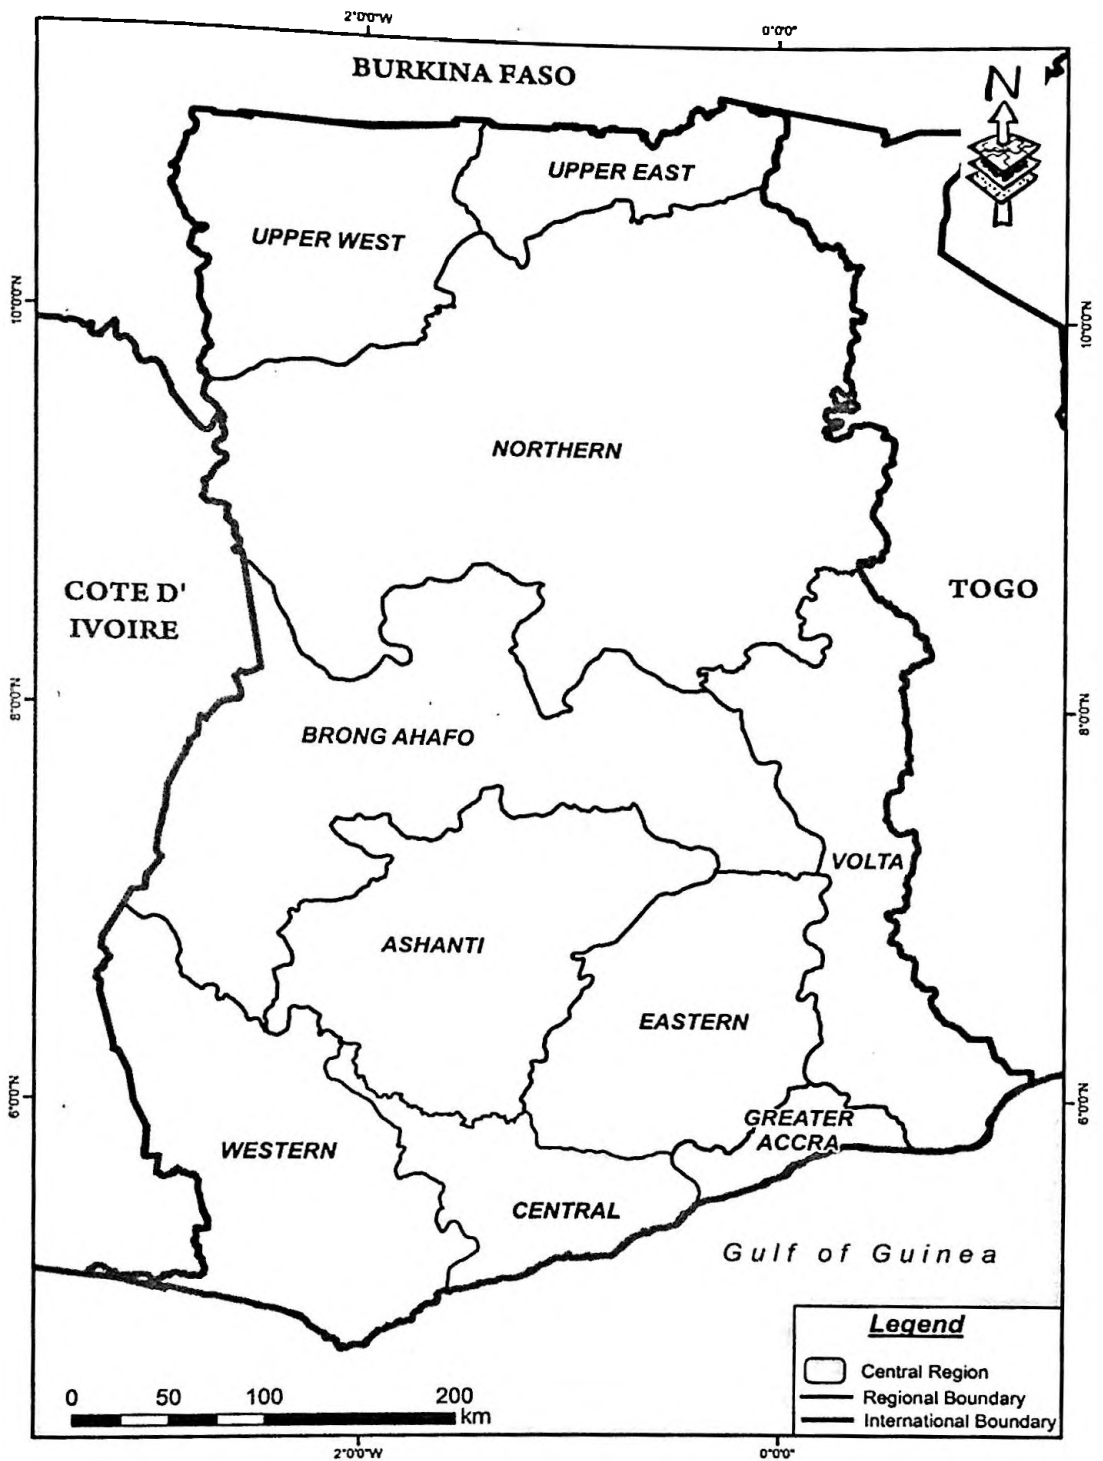 2°0'0"W
0°0'0"
BURKINA FASO
N
UPPER EAST
UPPER WEST
10°0'0"N
10°0'0"N
NORTHERN
COTE D'
IVOIRE
TOGO
8°0'0"N
8°0'0"N
BRONG AHAFO
VOLTA
ASHANTI
EASTERN
6°0'0"N
6°0'0"N
GREATER
ACCRA
WESTERN
CENTRAL
Gulf of Guinea
Legend
Central Region
Regional Boundary
International Boundary
0 50 100 200
km
2°0'0"W
0°0'0"